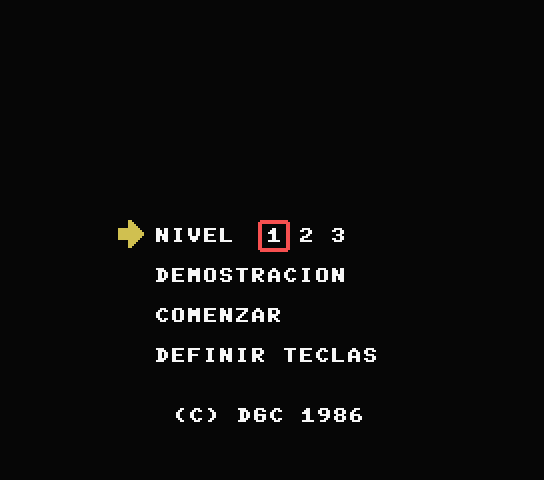 NIVEL 1 2 3
DEMOSTRACION
COMENZAR
DEFINIR TECLAS
(C) DGC 1986